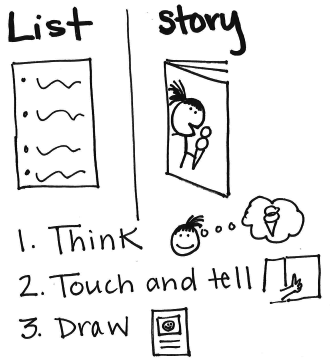 List
Story
1. Think
2. Touch and tell
3. Draw